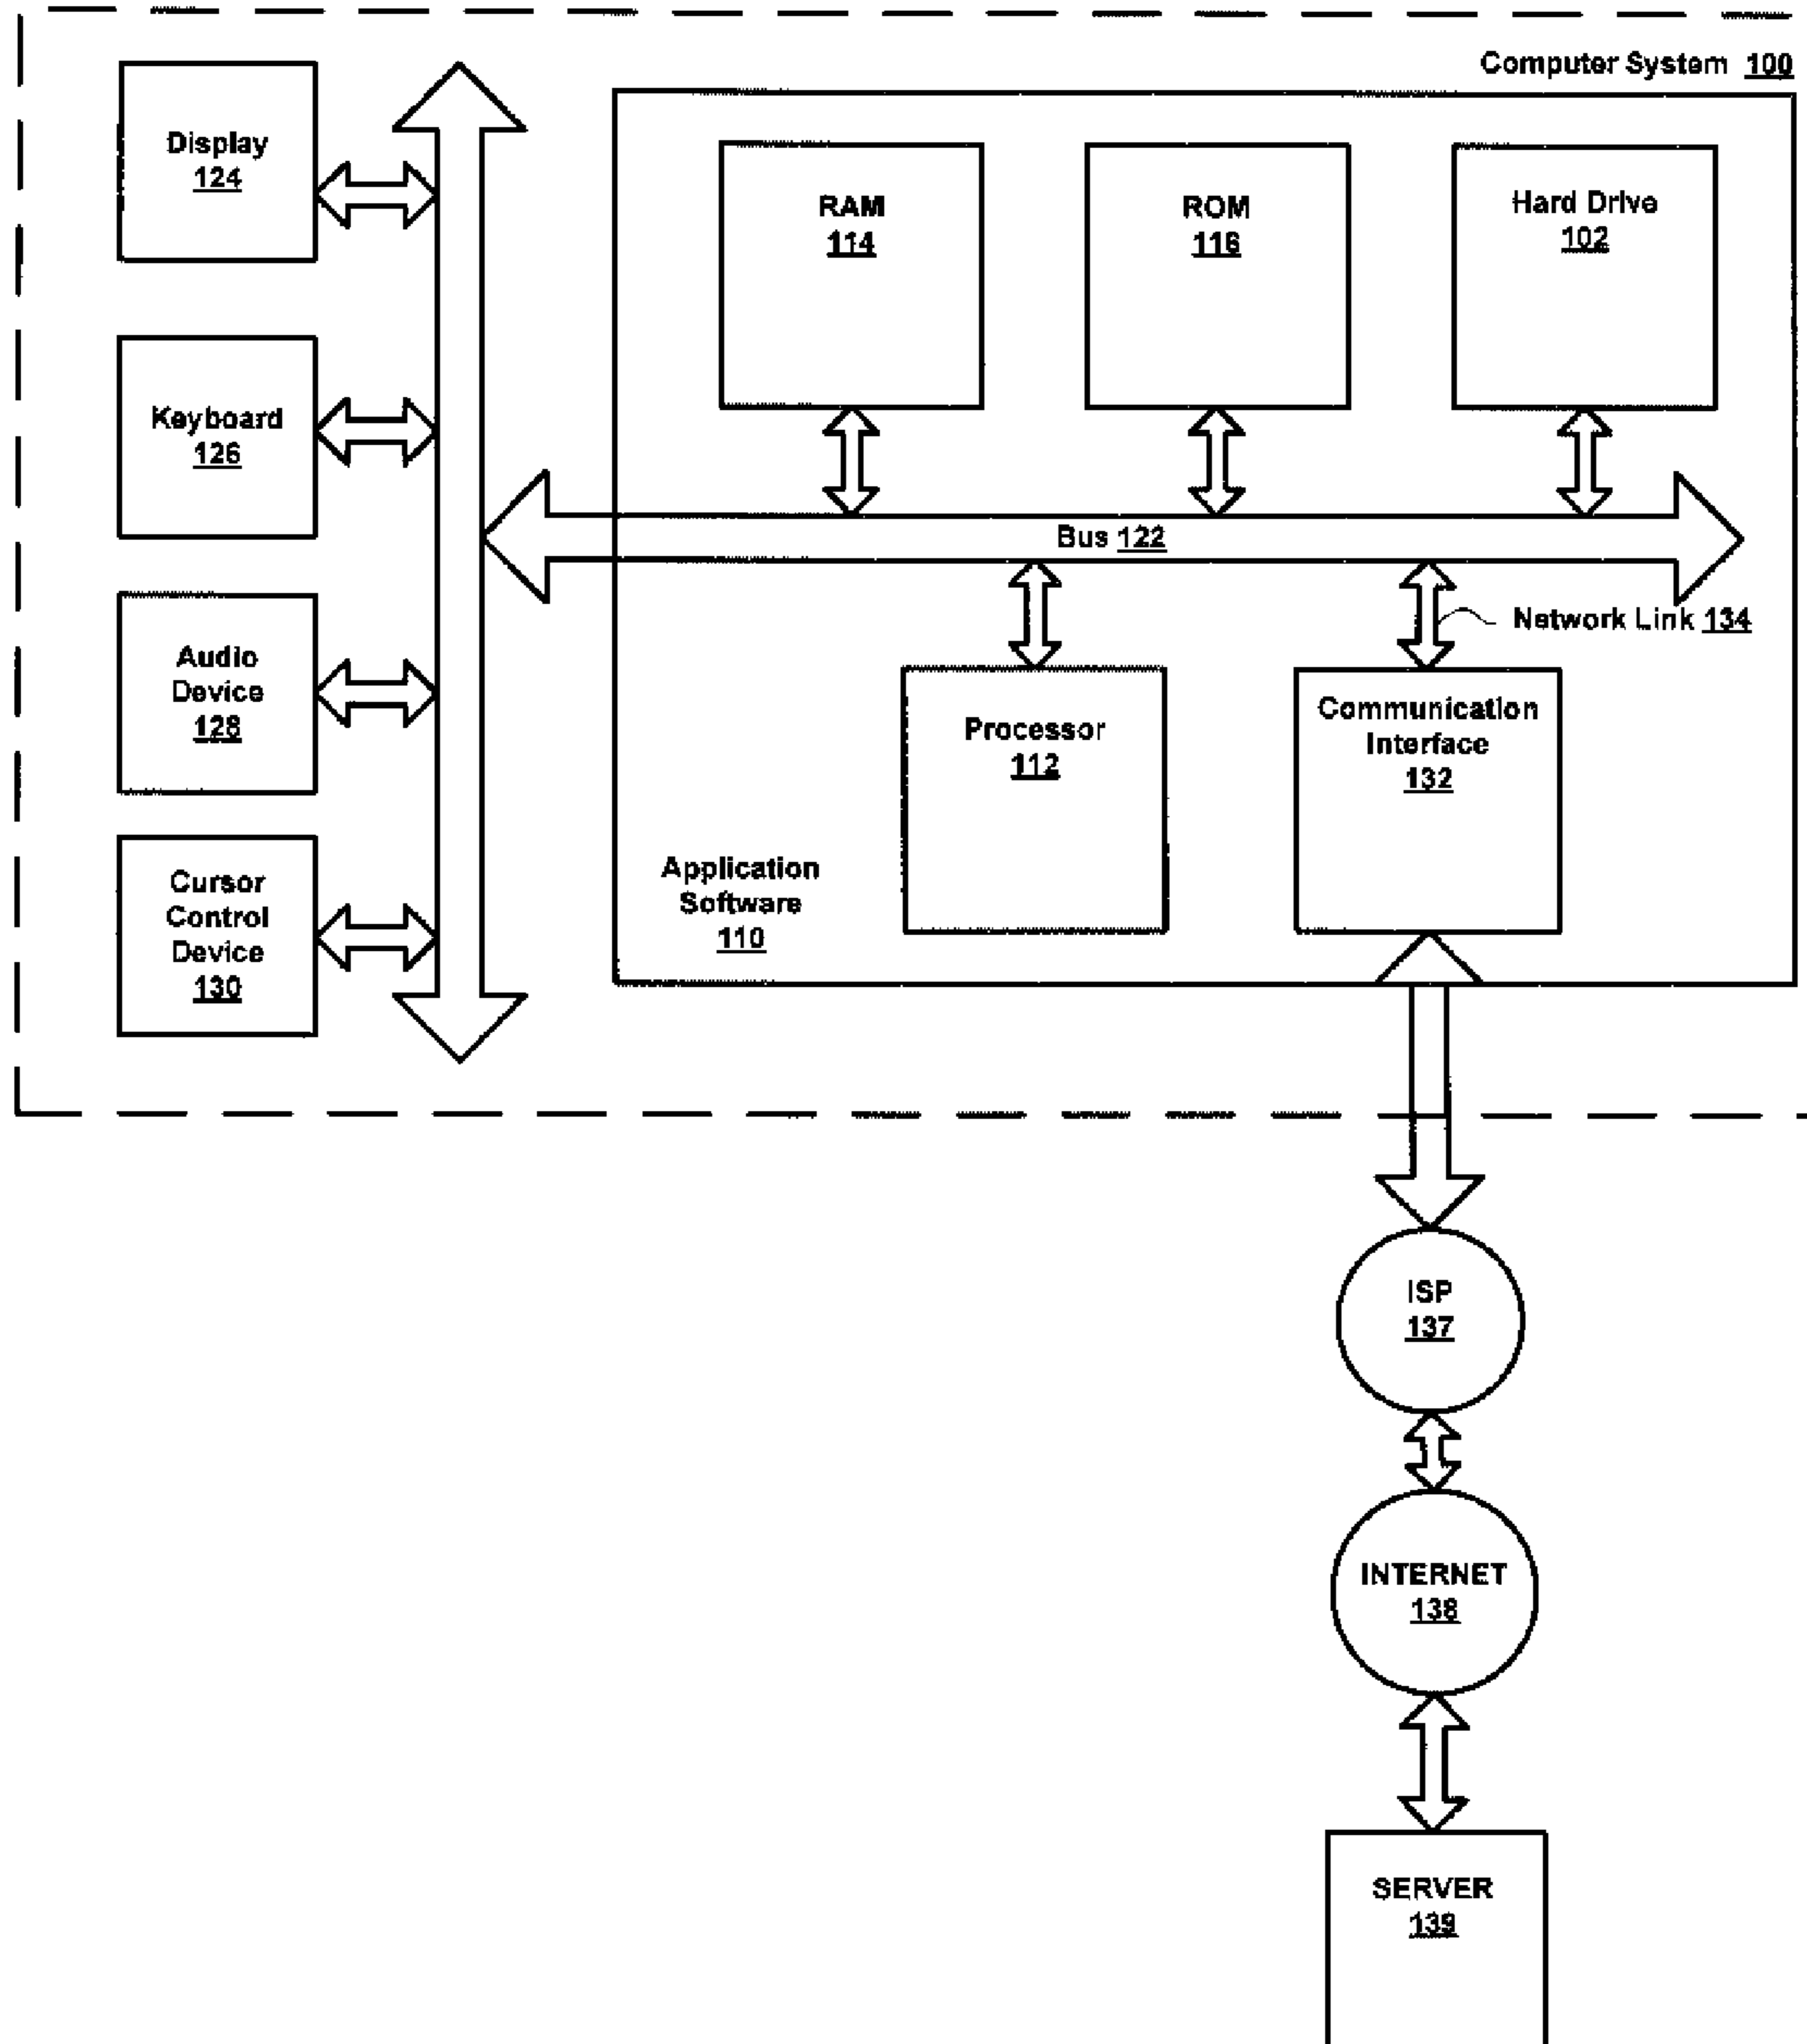 Computer System 100
Display
124
RAM
114
ROM
116
Hard Drive
102
Keyboard
126
Bus 122
Network Link 134
Audio
Device
128
Processor
112
Communication
Interface
132
Application
Software
110
Cursor
Control
Device
130
ISP
137
INTERNET
138
SERVER
139